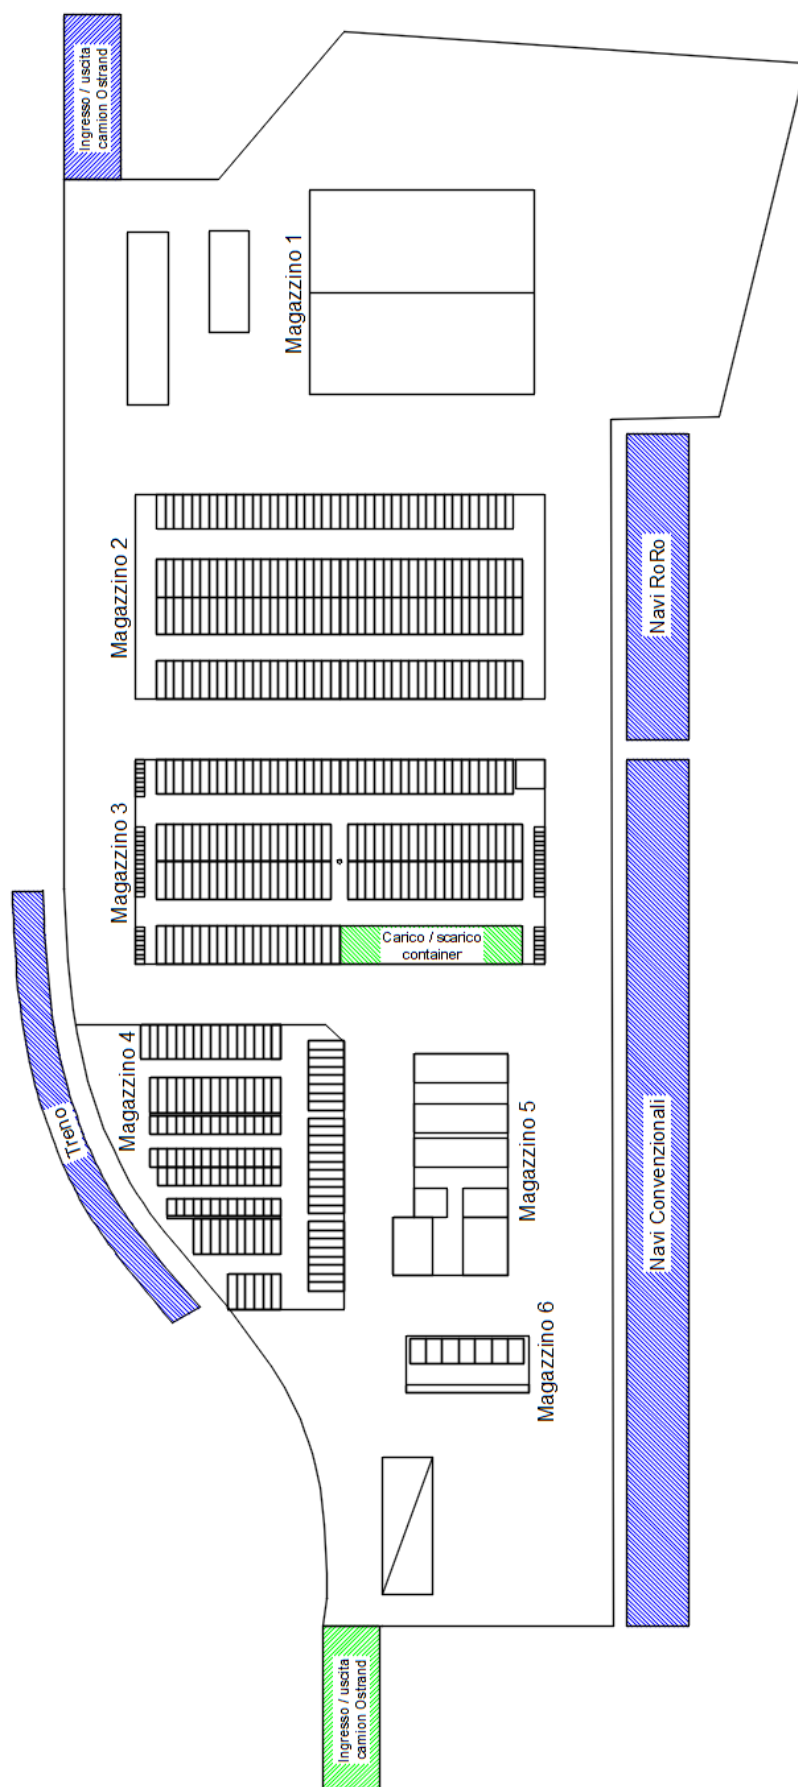 Ingresso / uscita
camion Ostrand
Magazzino 1
Magazzino 2
Navi RoRo
Magazzino 3
Carico / scarico
container
Magazzino 4
Treno
Magazzino 5
Navi Convenzionali
Magazzino 6
Ingresso / uscita
camion Ostrand